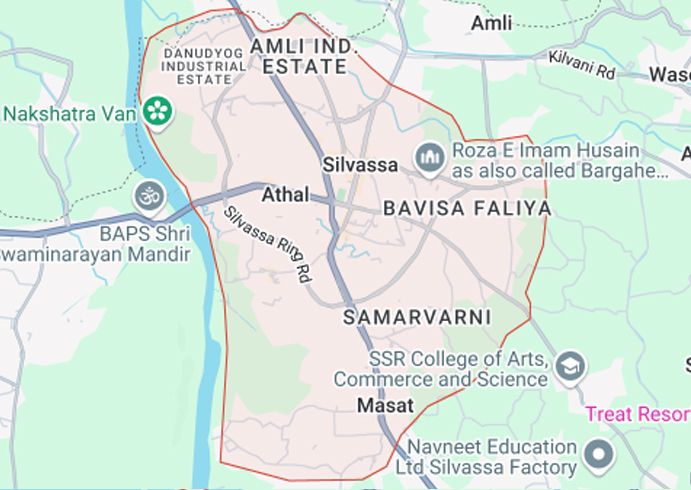 Amli
AMLI IND.
ESTATE
DANUDYOG
INDUSTRIAL
ESTATE
Kilvani Rd
Waso
Nakshatra Van
Roza E Imam Husain
as also called Bargahe...
Silvassa
Athal
BAVISA FALIYA
BAPS Shri
waminarayan Mandir
Silvassa Ring Rd
SAMARVARNI
SSR College of Arts,
Commerce and Science
Masat
Treat Resor
Navneet Education
Ltd Silvassa Factory